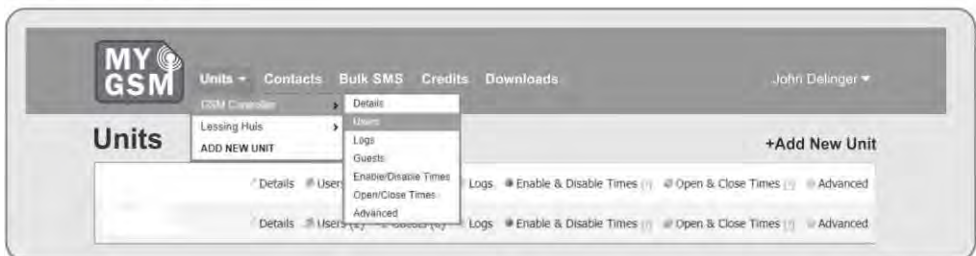 MY GSM
Units Contacts Bulk SMS Credits Downloads John Delinger
GSM Controller
Lessing Huis
ADD NEW UNIT
Details
Users
Logs
Guests
Enable/Disable Times
Open/Close Times
Advanced
Units
+Add New Unit
Details Users Logs Enable & Disable Times Open & Close Times Advanced
Details Users Logs Enable & Disable Times Open & Close Times Advanced